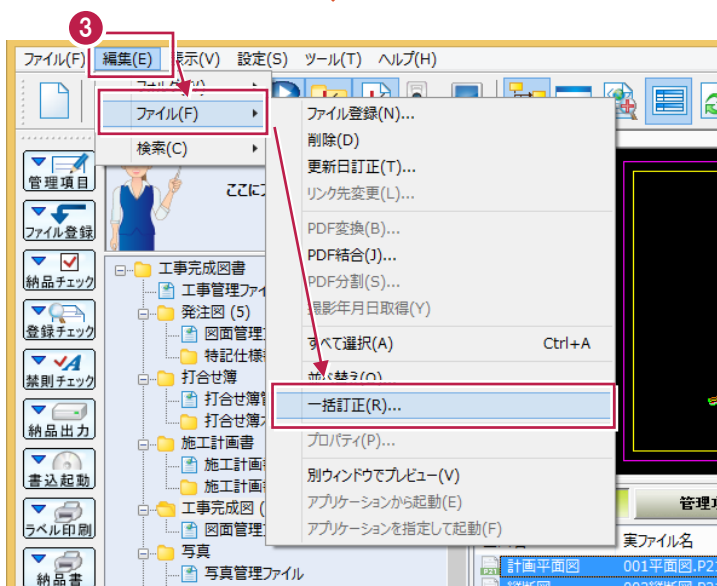 3
ファイル(F) 編集(E) 表示(V) 設定(S) ツール(T) ヘルプ(H)
ファイル(F)
検索(C)
ファイル登録(N)...
削除(D)
更新日訂正(T)...
リンク先変更(L)...
PDF変換(B)...
PDF結合(J)...
PDF分割(S)...
撮影年月日取得(Y)
すべて選択(A) Ctrl+A
並べ替え(O)...
一括訂正(R)...
プロパティ(P)...
別ウィンドウでプレビュー(V)
アプリケーションから起動(E)
アプリケーションを指定して起動(F)
管理項目
ファイル登録
納品チェック
登録チェック
禁則チェック
納品出力
書込起動
ラベル印刷
納品書
ここに
工事完成図書
工事管理ファイ
発注図 (5)
図面管理
特記仕様
打合せ簿
打合せ簿
打合せ簿
施工計画書
施工計画
施工計画
工事完成図 (
図面管理
写真
写真管理ファイル
管理
実ファイル名
計画平面図 001平面図.P2